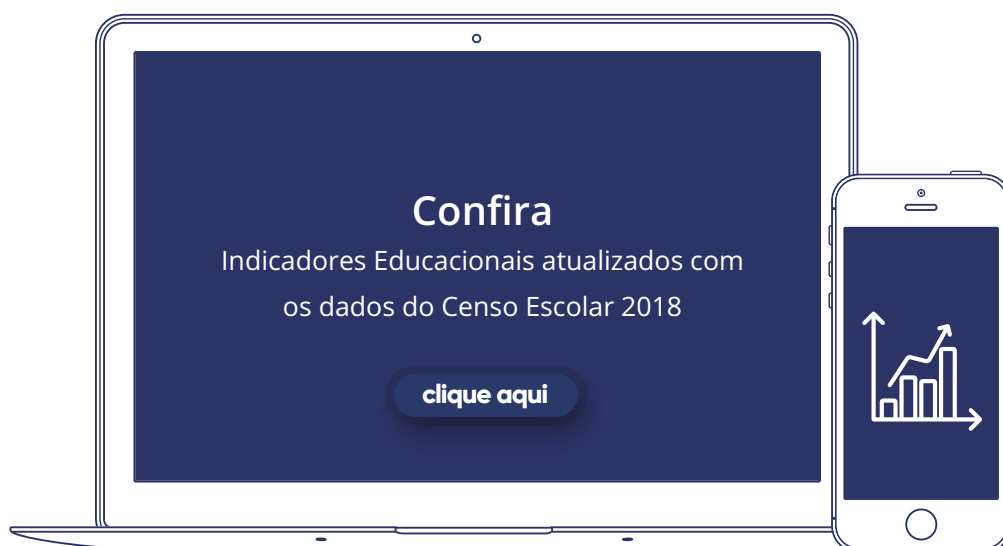 Confira
Indicadores Educacionais atualizados com
os dados do Censo Escolar 2018
clique aqui